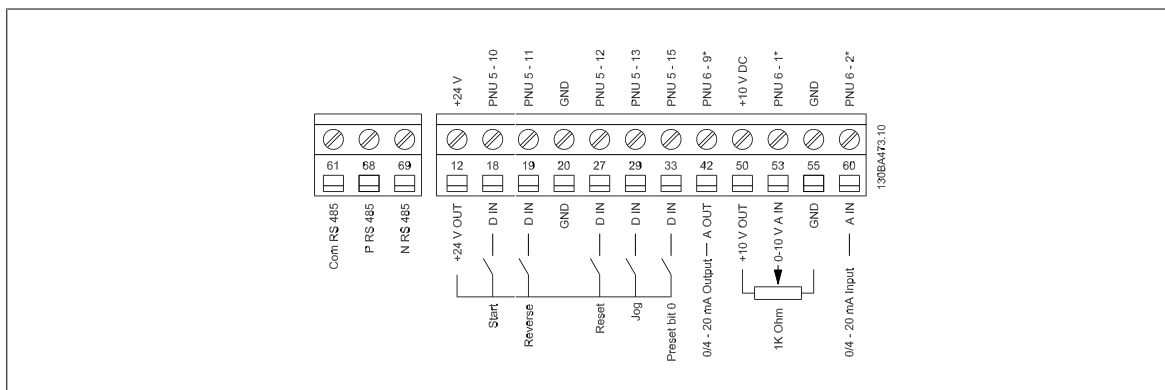 +24 V
PNU 5 - 10
PNU 5 - 11
GND
PNU 5 - 12
PNU 5 - 13
PNU 5 - 15
PNU 6 - 9*
+10 V DC
PNU 6 - 1*
GND
PNU 6 - 2*
61 68 69 12 18 19 20 27 29 33 42 50 53 55 60
Com RS 485
P RS 485
N RS 485
+24 V OUT
D IN
D IN
GND
D IN
D IN
D IN
A OUT
+10 V OUT
0-10 V A IN
GND
A IN
Start
Reverse
Reset
Jog
Preset bit 0
0/4 - 20 mA Output
1K Ohm
0/4 - 20 mA Input
130BA473.10